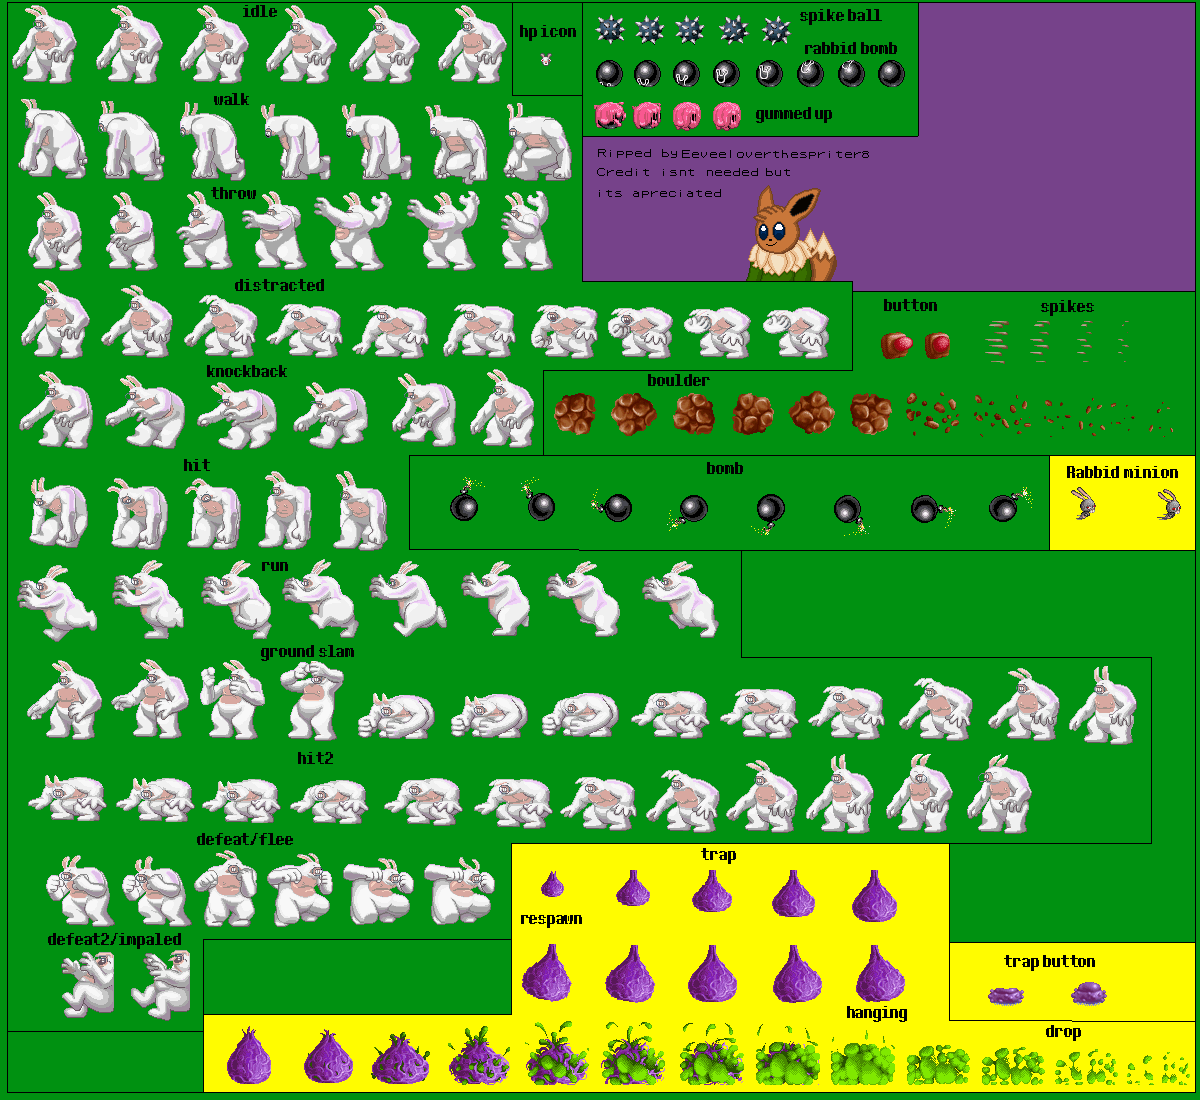 idle
hp icon
spike ball
rabbid bomb
gummed up
walk
Ripped by Eeveeloverthespriter8
Credit isnt needed but
its apreciated
throw
distracted
button
spikes
knockback
boulder
hit
bomb
Rabbid minion
run
ground slam
hit2
defeat/flee
trap
respawn
defeat2/impaled
trap button
hanging
drop